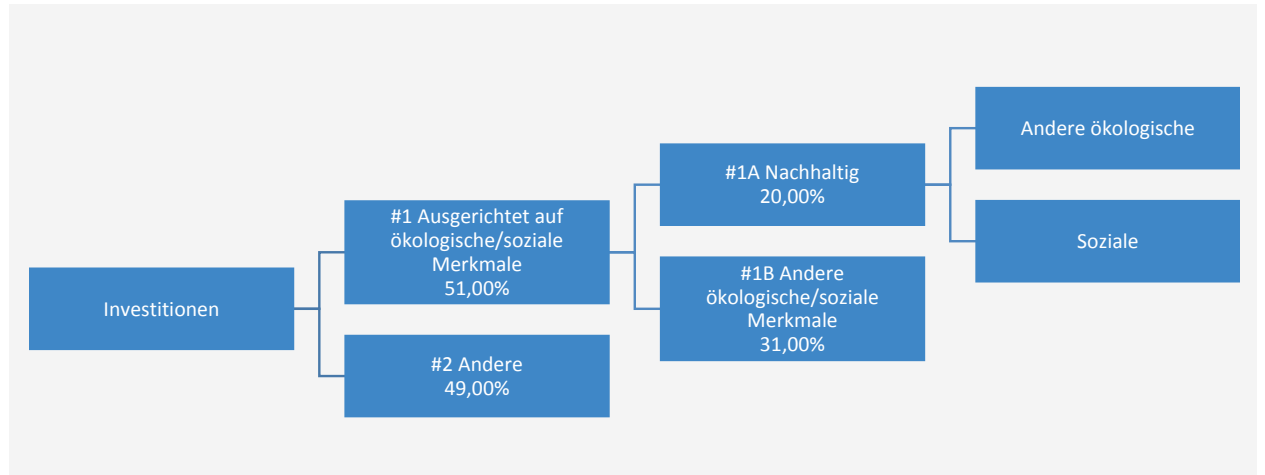 Investitionen
#1 Ausgerichtet auf
ökologische/soziale
Merkmale
51,00%
#2 Andere
49,00%
#1A Nachhaltig
20,00%
#1B Andere
ökologische/soziale
Merkmale
31,00%
Andere ökologische
Soziale